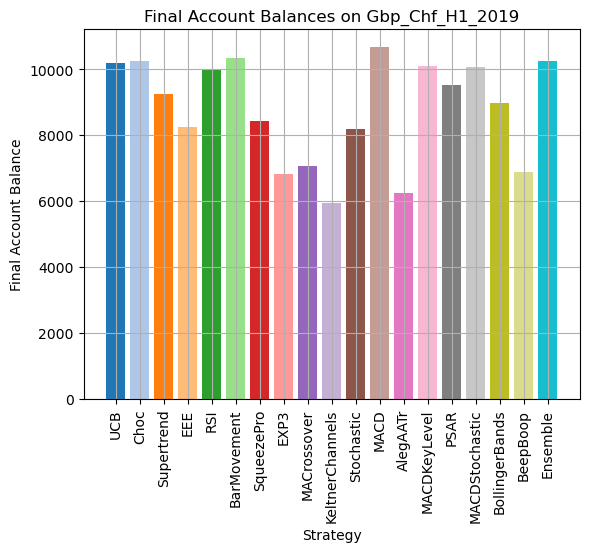 Final Account Balances on Gbp_Chf_H1_2019
Final Account Balance
10000
8000
6000
4000
2000
0
UCB
Choc
Supertrend
EEE
RSI
BarMovement
SqueezePro
EXP3
MACrossover
KeltnerChannels
Stochastic
MACD
AlegAATr
MACDKeyLevel
PSAR
MACDStochastic
BollingerBands
BeepBoop
Ensemble
Strategy